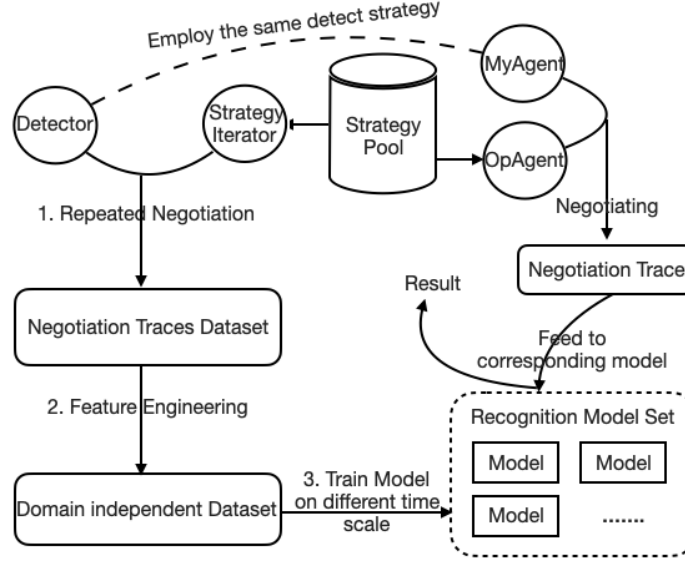 Employ the same detect strategy
MyAgent
Detector
Strategy
Iterator
Strategy
Pool
OpAgent
1. Repeated Negotiation
Negotiating
Negotiation Trace
Result
Negotiation Traces Dataset
Feed to
corresponding model
2. Feature Engineering
Recognition Model Set
Model
Model
Model
.......
Domain independent Dataset
3. Train Model
on different time
scale